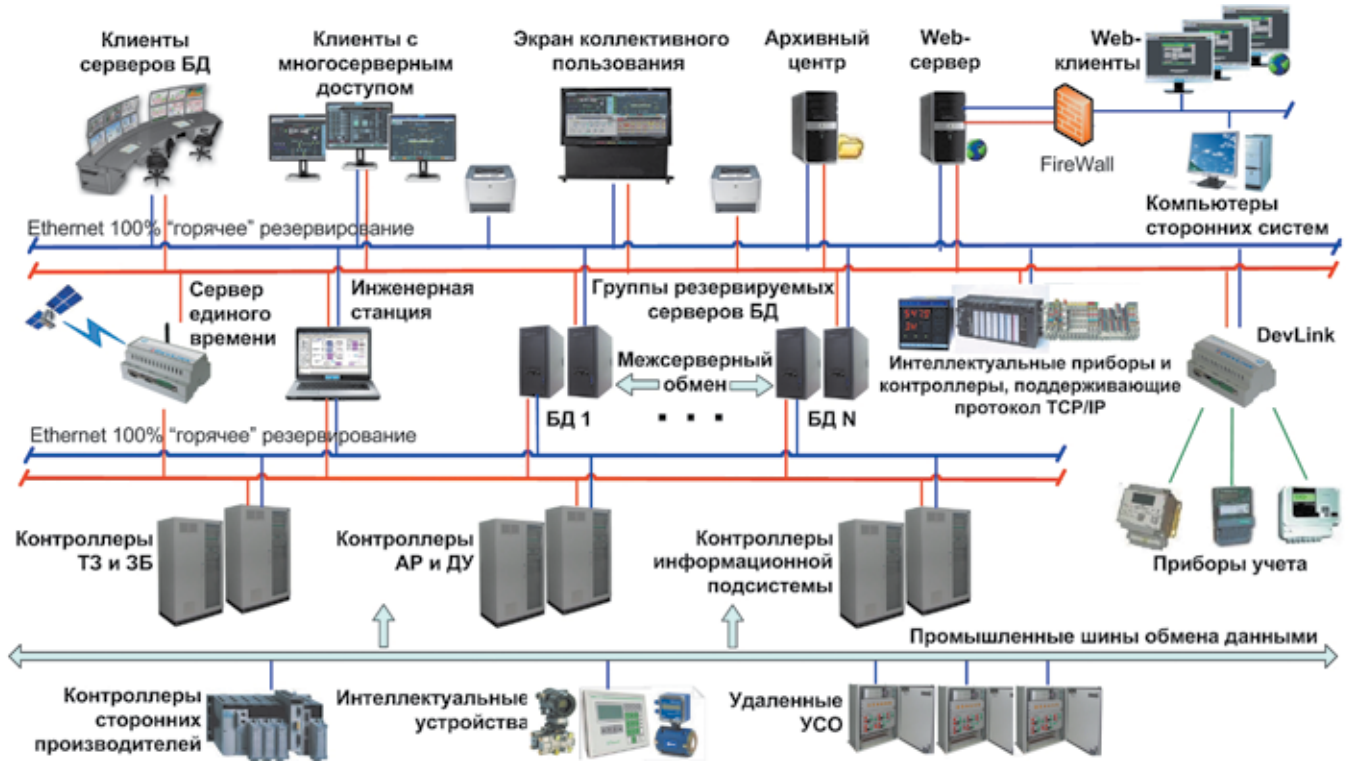 Клиенты
серверов БД
Клиенты с
многосерверным
доступом
Экран коллективного
пользования
Архивный
центр
Web-
сервер
Web-
клиенты
FireWall
Компьютеры
сторонних систем
Ethernet 100% “горячее” резервирование
Сервер
единого
времени
Инженерная
станция
Группы резервируемых
серверов БД
Межсерверный
обмен
БД 1
. . .
БД N
Интеллектуальные приборы и
контроллеры, поддерживающие
протокол TCP/IP
DevLink
Ethernet 100% “горячее” резервирование
Контроллеры
ТЗ и ЗБ
Контроллеры
АР и ДУ
Контроллеры
информационной
подсистемы
Приборы учета
Промышленные шины обмена данными
Контроллеры
сторонних
производителей
Интеллектуальные
устройства
Удаленные
УСО